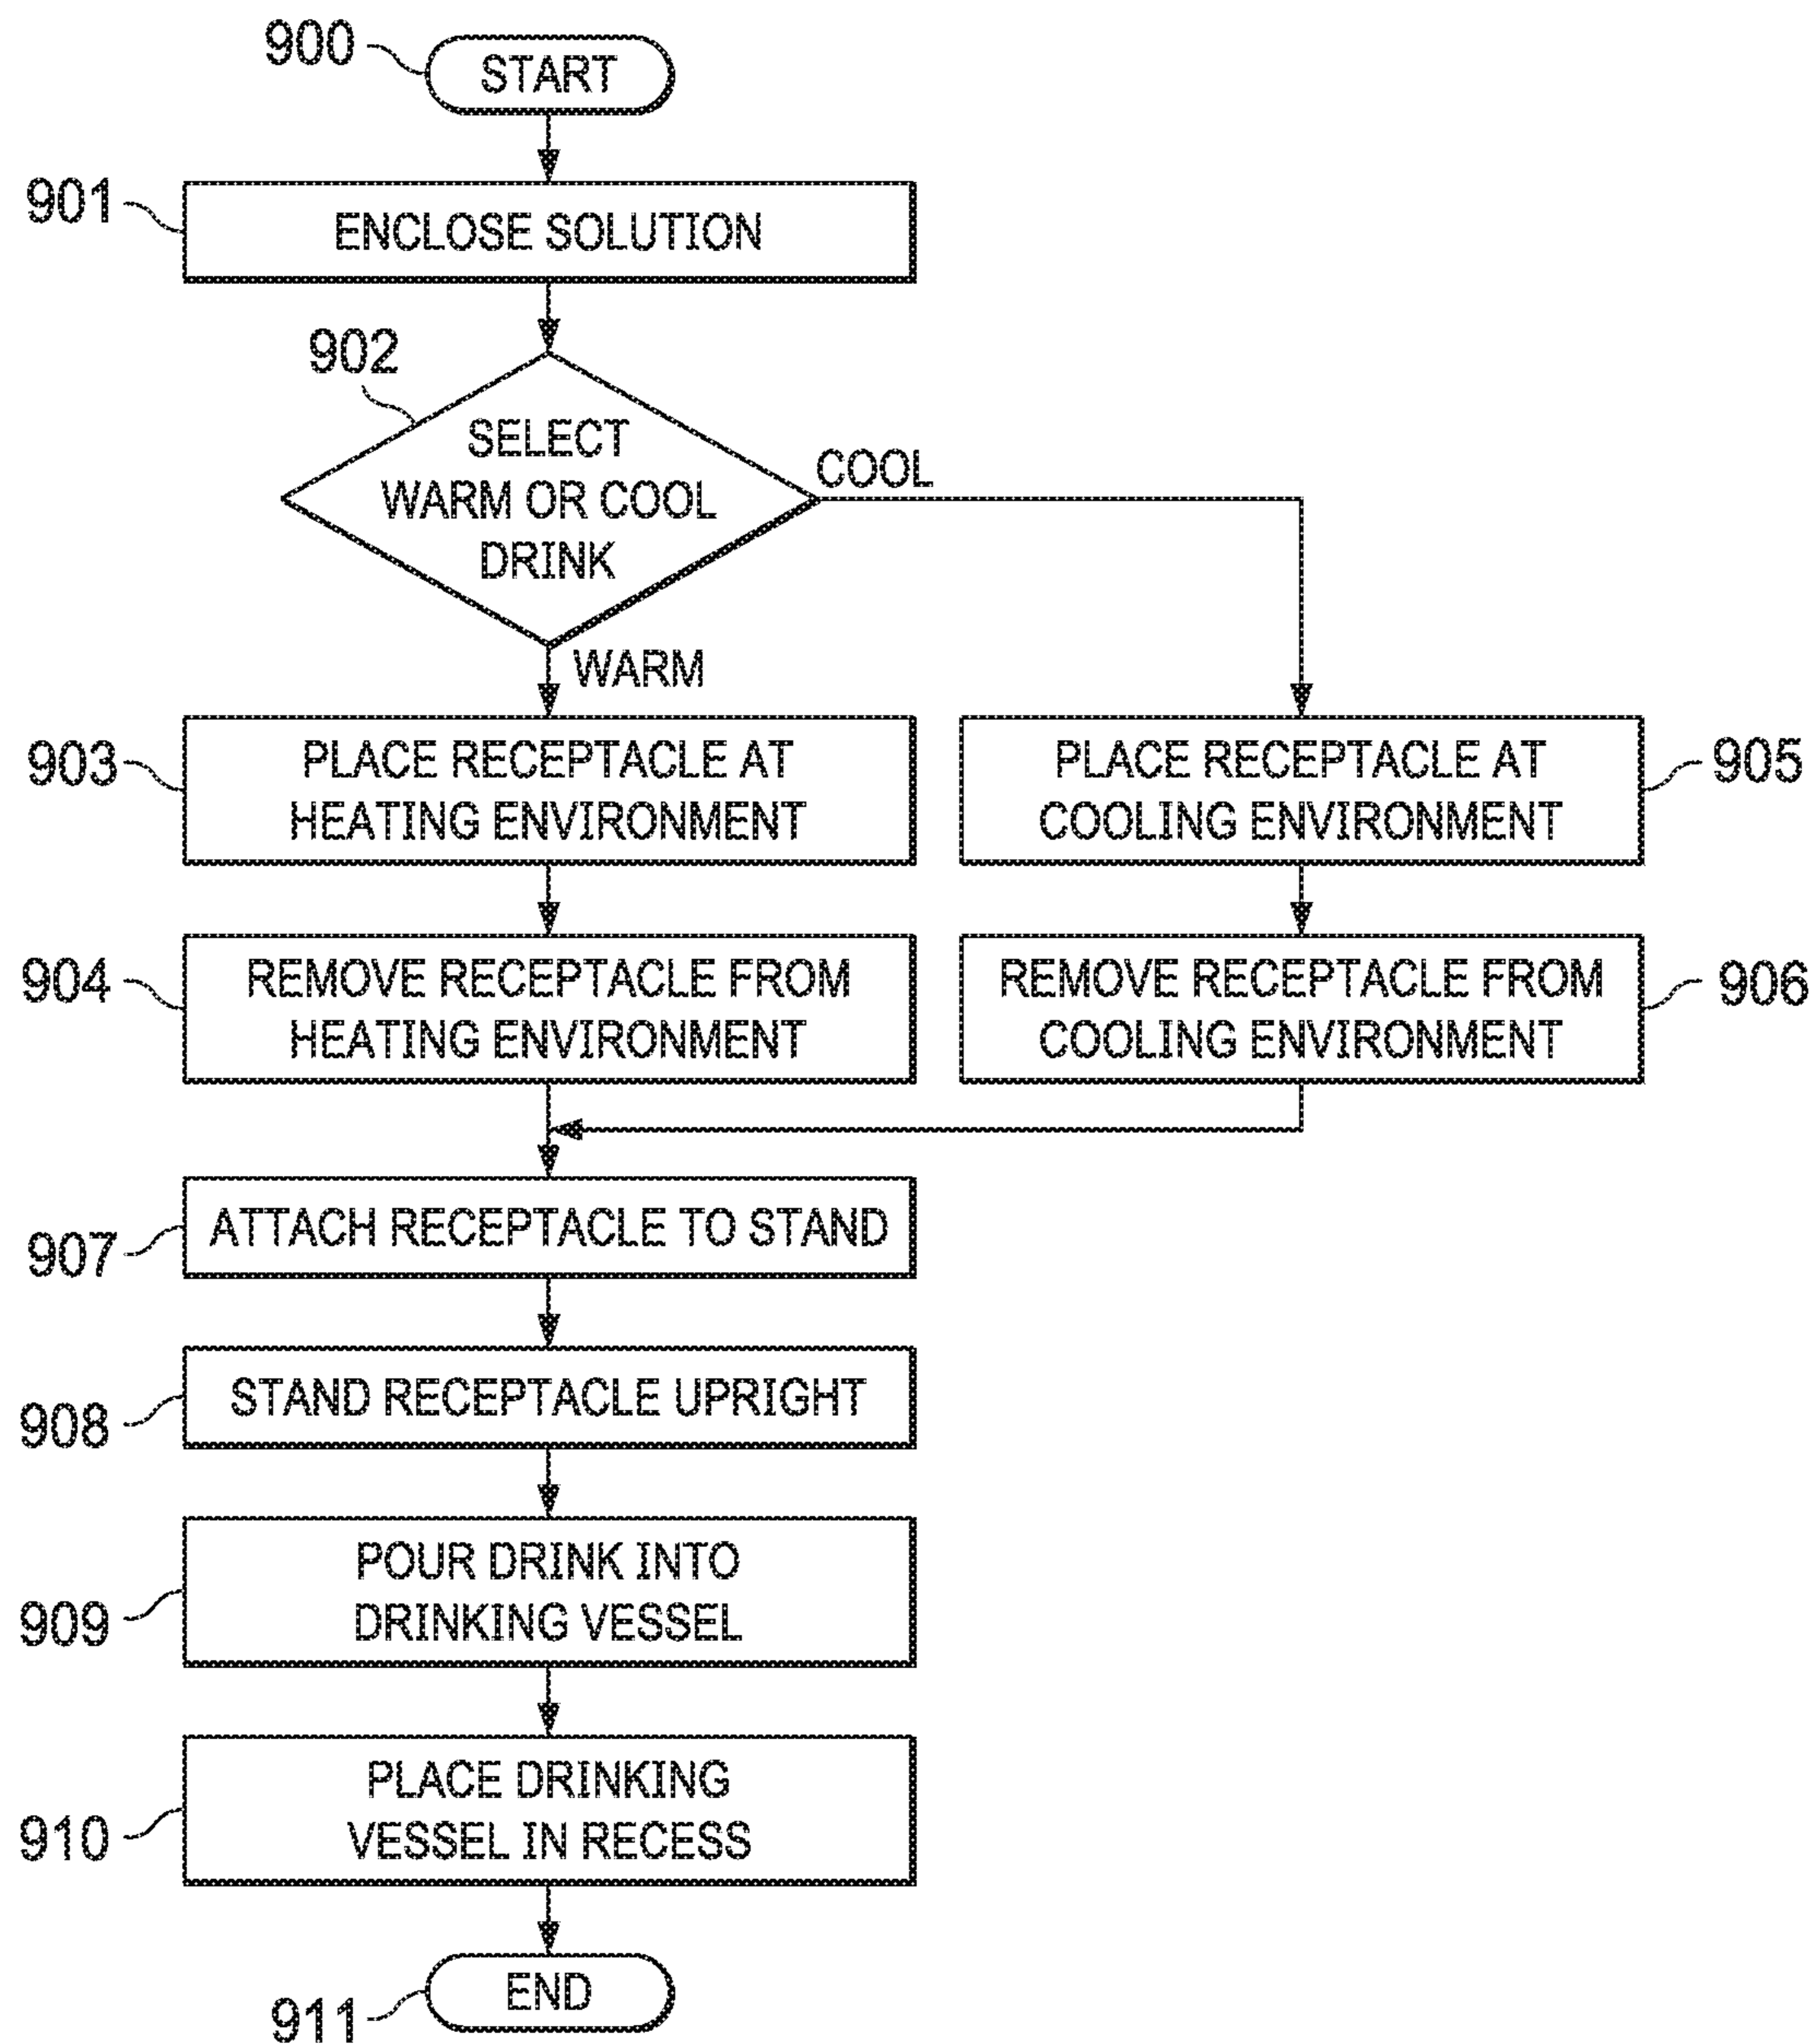 900
START
901
ENCLOSE SOLUTION
902
SELECT
WARM OR COOL
DRINK
COOL
WARM
903
PLACE RECEPTACLE AT
HEATING ENVIRONMENT
PLACE RECEPTACLE AT
COOLING ENVIRONMENT
905
904
REMOVE RECEPTACLE FROM
HEATING ENVIRONMENT
REMOVE RECEPTACLE FROM
COOLING ENVIRONMENT
906
907
ATTACH RECEPTACLE TO STAND
908
STAND RECEPTACLE UPRIGHT
909
POUR DRINK INTO
DRINKING VESSEL
910
PLACE DRINKING
VESSEL IN RECESS
911
END